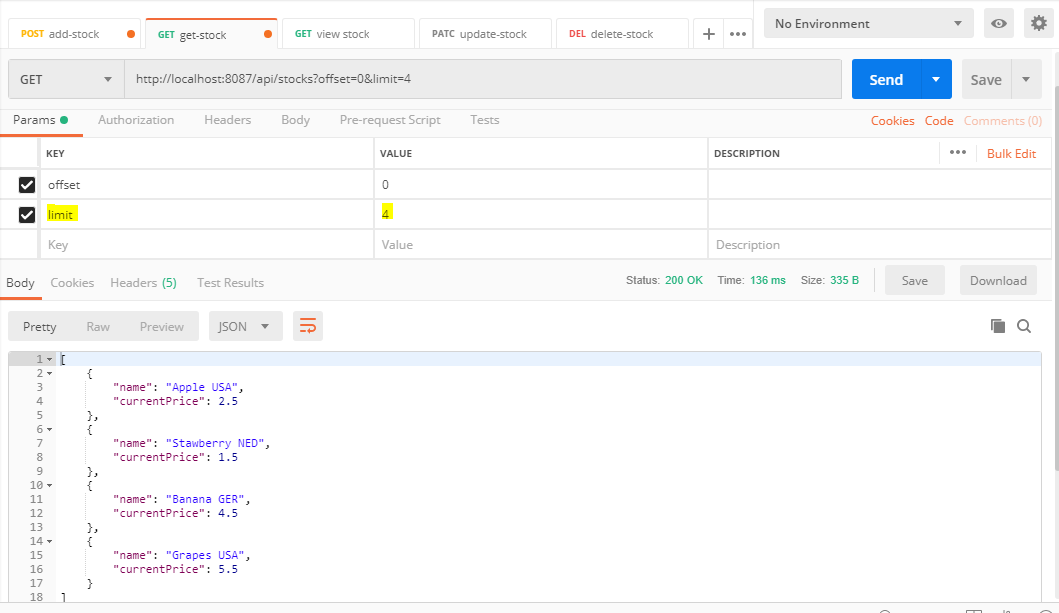 POST add-stock GET get-stock GET view stock PATC update-stock DEL delete-stock + ••• No Environment
GET http://localhost:8087/api/stocks?offset=0&limit=4 Send Save
Params Authorization Headers Body Pre-request Script Tests Cookies Code Comments (0)
KEY VALUE DESCRIPTION ••• Bulk Edit
offset 0
limit 4
Key Value Description
Body Cookies Headers (5) Test Results Status: 200 OK Time: 136 ms Size: 335 B Save Download
Pretty Raw Preview JSON
1 [
2 {
3 "name": "Apple USA",
4 "currentPrice": 2.5
5 },
6 {
7 "name": "Stawberry NED",
8 "currentPrice": 1.5
9 },
10 {
11 "name": "Banana GER",
12 "currentPrice": 4.5
13 },
14 {
15 "name": "Grapes USA",
16 "currentPrice": 5.5
17 }
18 ]